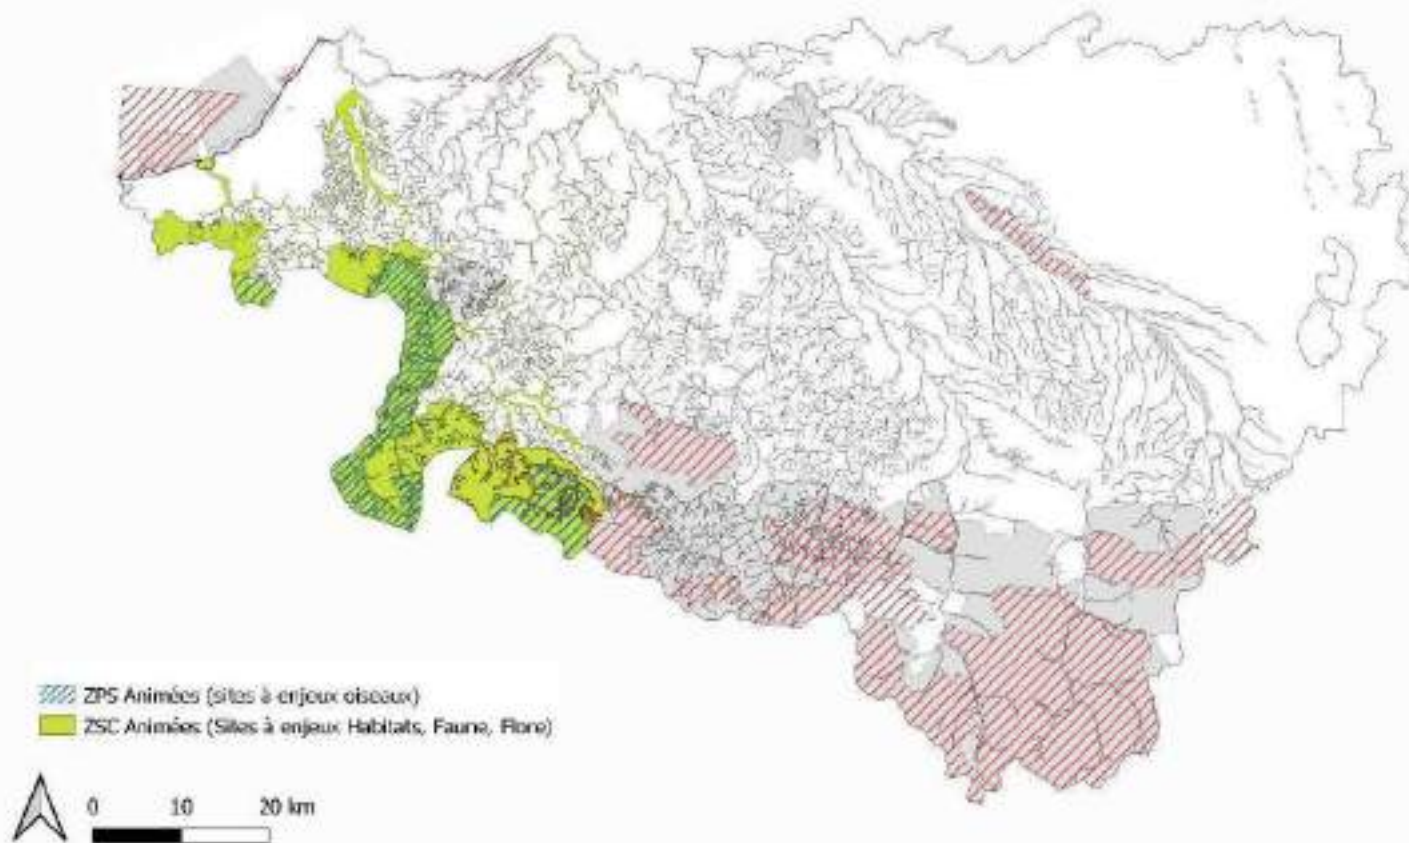 ZPS Animées (sites à enjeux oiseaux)
ZSC Animées (Sites à enjeux Habitats, Faune, Flore)
0 10 20 km